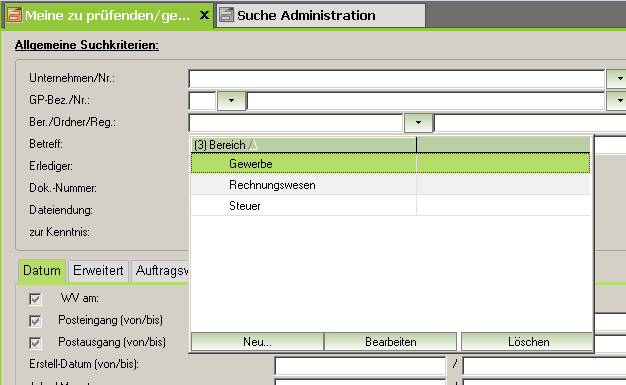 Meine zu prüfenden/ge... X Suche Administration
Allgemeine Suchkriterien:
Unternehmen/Nr.:
GP-Bez./Nr.:
Ber./Ordner/Reg.:
Betreff:
Erlediger:
Dok.-Nummer:
Dateiendung:
zur Kenntnis:
(3) Bereich
Gewerbe
Rechnungswesen
Steuer
Neu... Bearbeiten Löschen
Datum Erweitert
WV am:
Posteingang (von/bis)
Postausgang (von/bis)
Erstell-Datum (von/bis): /